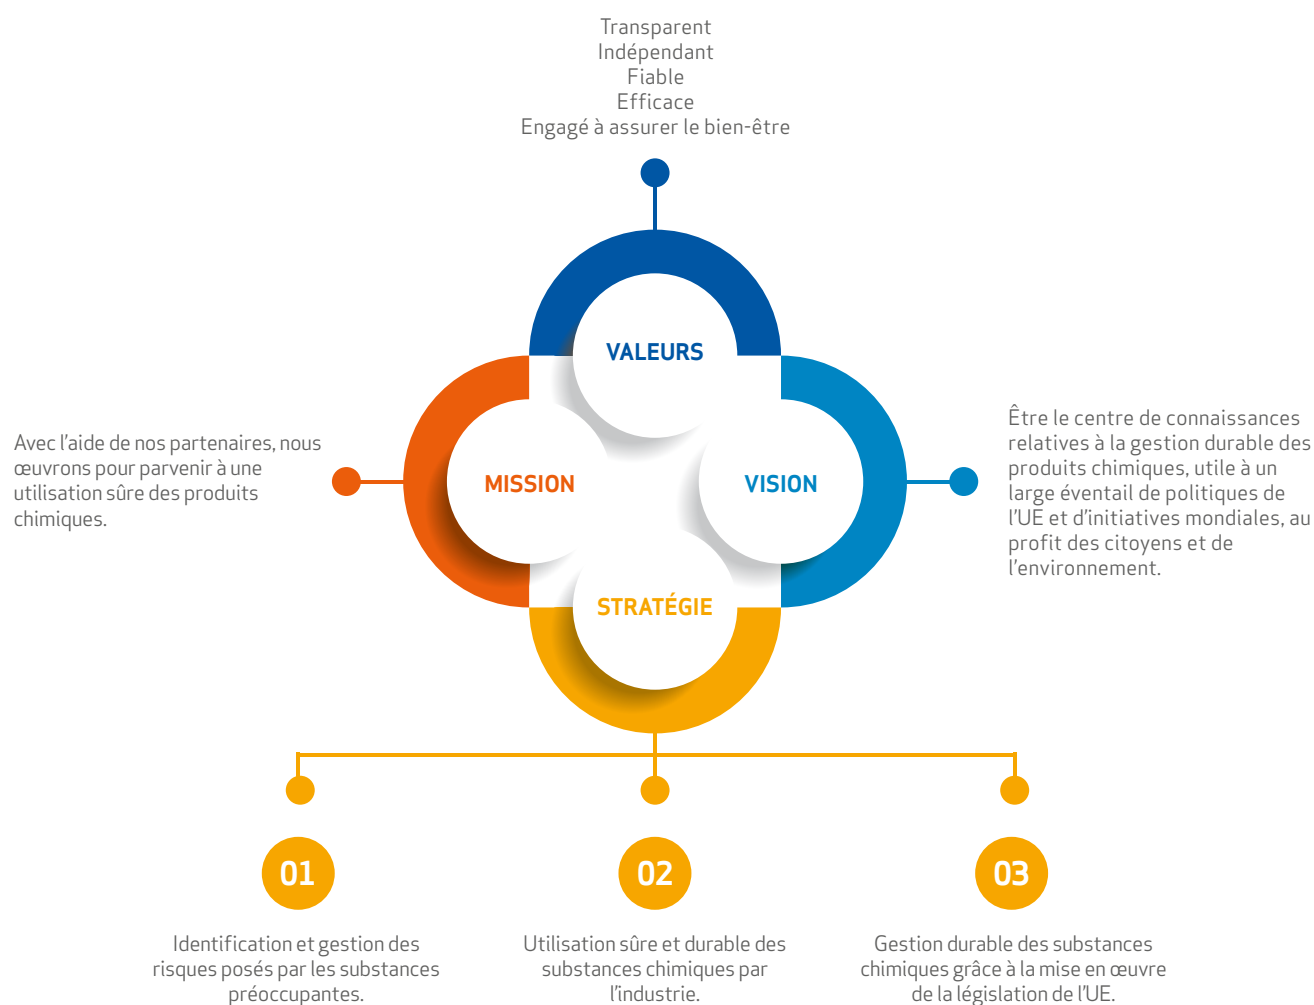 Transparent
Indépendant
Fiable
Efficace
Engagé à assurer le bien-être
VALEURS
Avec l’aide de nos partenaires, nous
œuvrons pour parvenir à une
utilisation sûre des produits
chimiques.
MISSION
VISION
Être le centre de connaissances
relatives à la gestion durable des
produits chimiques, utile à un
large éventail de politiques de
l’UE et d’initiatives mondiales, au
profit des citoyens et de
l’environnement.
STRATÉGIE
01
Identification et gestion des
risques posés par les substances
préoccupantes.
02
Utilisation sûre et durable des
substances chimiques par
l’industrie.
03
Gestion durable des substances
chimiques grâce à la mise en œuvre
de la législation de l’UE.